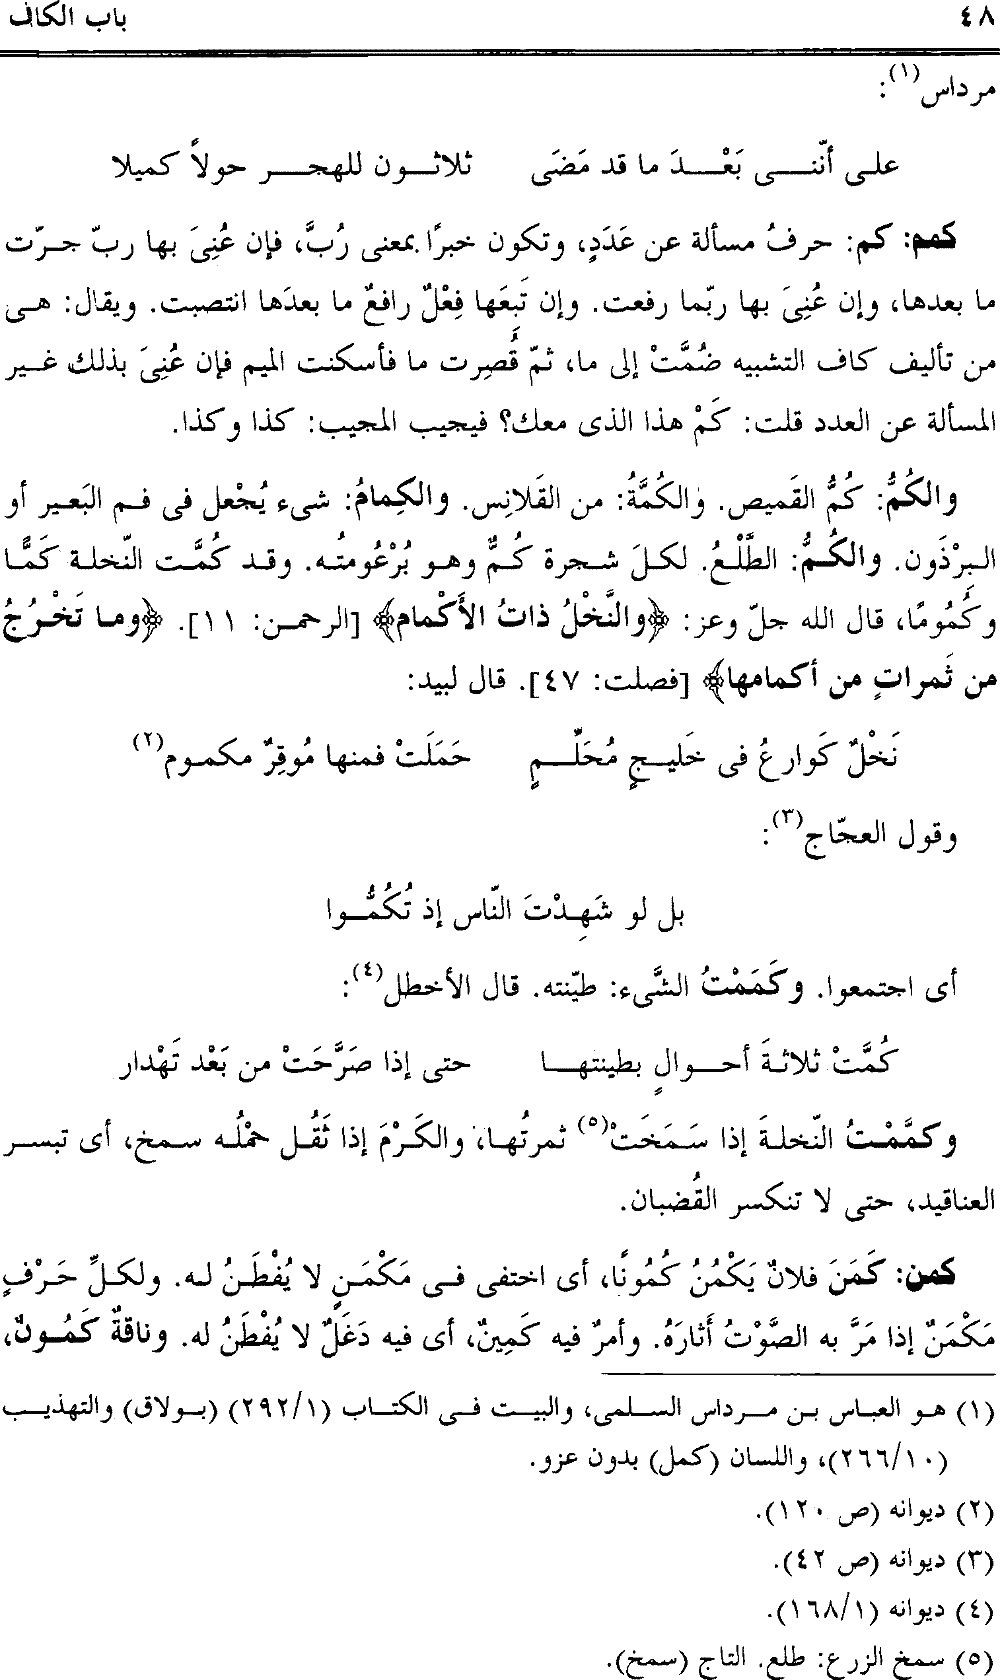 ٤٨ باب الكاف
مرداس(١):
على أنّنى بَعْدَ ما قد مَضَى ثلاثون للهجر حولاً كميلا
كمم: كم: حرفُ مسألة عن عَدَدٍ، وتكون خبرًا بمعنى رُبَّ، فإن عُنِىَ بها ربّ جرّت
ما بعدها، وإن عُنِىَ بها ربّما رفعت. وإن تَبِعَها فِعْلٌ رافعٌ ما بعدَها انتصبت. ويقال: هى
من تأليف كاف التشبيه ضُمَّتْ إلى ما، ثمّ قُصِرت ما فأسكنت الميم فإن عُنِىَ بذلك غير
المسألة عن العدد قلت: كَمْ هذا الذى معك؟ فيجيب المجيب: كذا وكذا.
والكُمُّ: كُمُّ القَميص. والكُمَّةُ: من القَلانِس. والكِمامُ: شىء يُجْعل فى فم البَعير أو
البِرْذَون. والكُمُّ: الطَّلْعُ. لكلّ شجرة كُمٌّ وهو بُرْعُومتُه. وقد كُمَّت النّخلة كَمًّا
وكُمُومًا، قال الله جلّ وعز: ﴿والنَّخْلُ ذاتُ الأَكْمام﴾ [الرحمن: ١١]. ﴿وما تَخْرُجُ
من ثَمراتٍ من أكمامها﴾ [فصلت: ٤٧]. قال لبيد:
نَخْلٌ كَوارعُ فى خَليجٍ مُحَلِّمٍ حَمَلَتْ فمنها مُوقِرٌ مكموم(٢)
وقول العجّاج(٣):
بل لو شَهِدْتَ النّاس إذ تُكُمُّوا
أى اجتمعوا. وكَمَمْتُ الشَّىء: طيّنته. قال الأخطل(٤):
كُمَّتْ ثلاثةَ أحوالٍ بطينتها حتى إذا صَرَّحَتْ من بَعْد تَهْدار
وكمَّمْتُ النّخلةَ إذا سَمَخَتْ(٥) ثمرتُها، والكَرْمَ إذا ثَقُل حمْلُه سمخ، أى تبسر
العناقيد، حتى لا تنكسر القُضبان.
كمن: كَمَنَ فلانٌ يَكْمُنُ كُمُونًا، أى اختفى فى مَكْمَنٍ لا يُفْطَنُ له. ولكلِّ حَرْفٍ
مَكْمَنٌ إذا مَرَّ به الصَّوْتُ أَثارَهُ. وأمرٌ فيه كَمِينٌ، أى فيه دَغَلٌ لا يُفْطَنُ له. وناقةٌ كَمُونٌ،
(١) هو العباس بن مرداس السلمى، والبيت فى الكتاب (٢٩٢/١) (بولاق) والتهذيب
(٢٦٦/١٠)، واللسان (كمل) بدون عزو.
(٢) ديوانه (ص ١٢٠).
(٣) ديوانه (ص ٤٢).
(٤) ديوانه (١٦٨/١).
(٥) سمخ الزرع: طلع. التاج (سمخ).